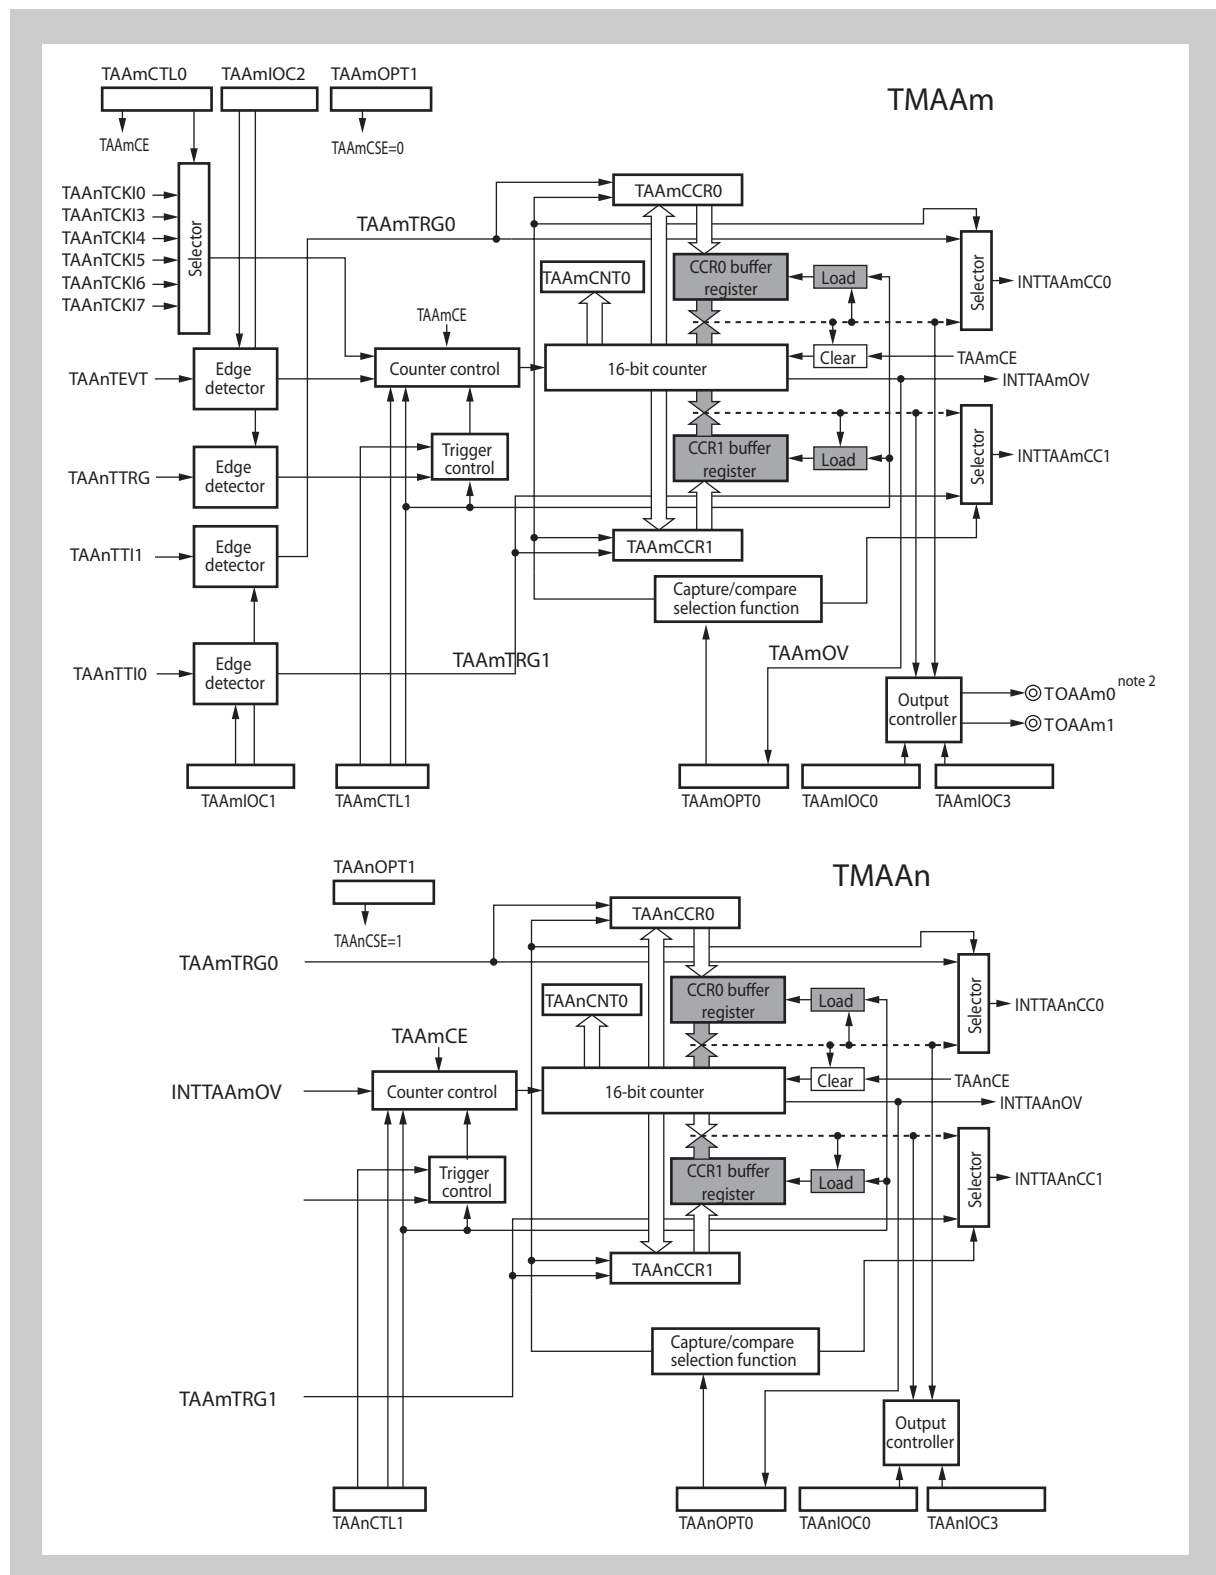 TAAmCTL0
TAAmIOC2
TAAmOPT1
TMAAm
TAAmCE
TAAmCSE=0
TAAnTCKI0
TAAnTCKI3
TAAnTCKI4
TAAnTCKI5
TAAnTCKI6
TAAnTCKI7
Selector
TAAmTRG0
TAAmCCR0
CCR0 buffer
register
Load
TAAmCNT0
Selector
INTTAAmCC0
TAAmCE
TAAnTEVT
Edge
detector
Counter control
16-bit counter
Clear
TAAmCE
INTTAAmOV
TAAnTTRG
Edge
detector
Trigger
control
CCR1 buffer
register
Load
Selector
INTTAAmCC1
TAAnTTI1
Edge
detector
TAAmCCR1
Capture/compare
selection function
TAAnTTI0
Edge
detector
TAAmTRG1
TAAmOV
Output
controller
TOAAm0 note 2
TOAAm1
TAAmIOC1
TAAmCTL1
TAAmOPT0
TAAmIOC0
TAAmIOC3
TAAnOPT1
TMAAn
TAAnCSE=1
TAAmTRG0
TAAnCCR0
CCR0 buffer
register
Load
TAAnCNT0
Selector
INTTAAnCC0
TAAmCE
INTTAAmOV
Counter control
16-bit counter
Clear
TAAnCE
INTTAAnOV
Trigger
control
CCR1 buffer
register
Load
Selector
INTTAAnCC1
TAAnCCR1
Capture/compare
selection function
TAAmTRG1
Output
controller
TAAnCTL1
TAAnOPT0
TAAnIOC0
TAAnIOC3